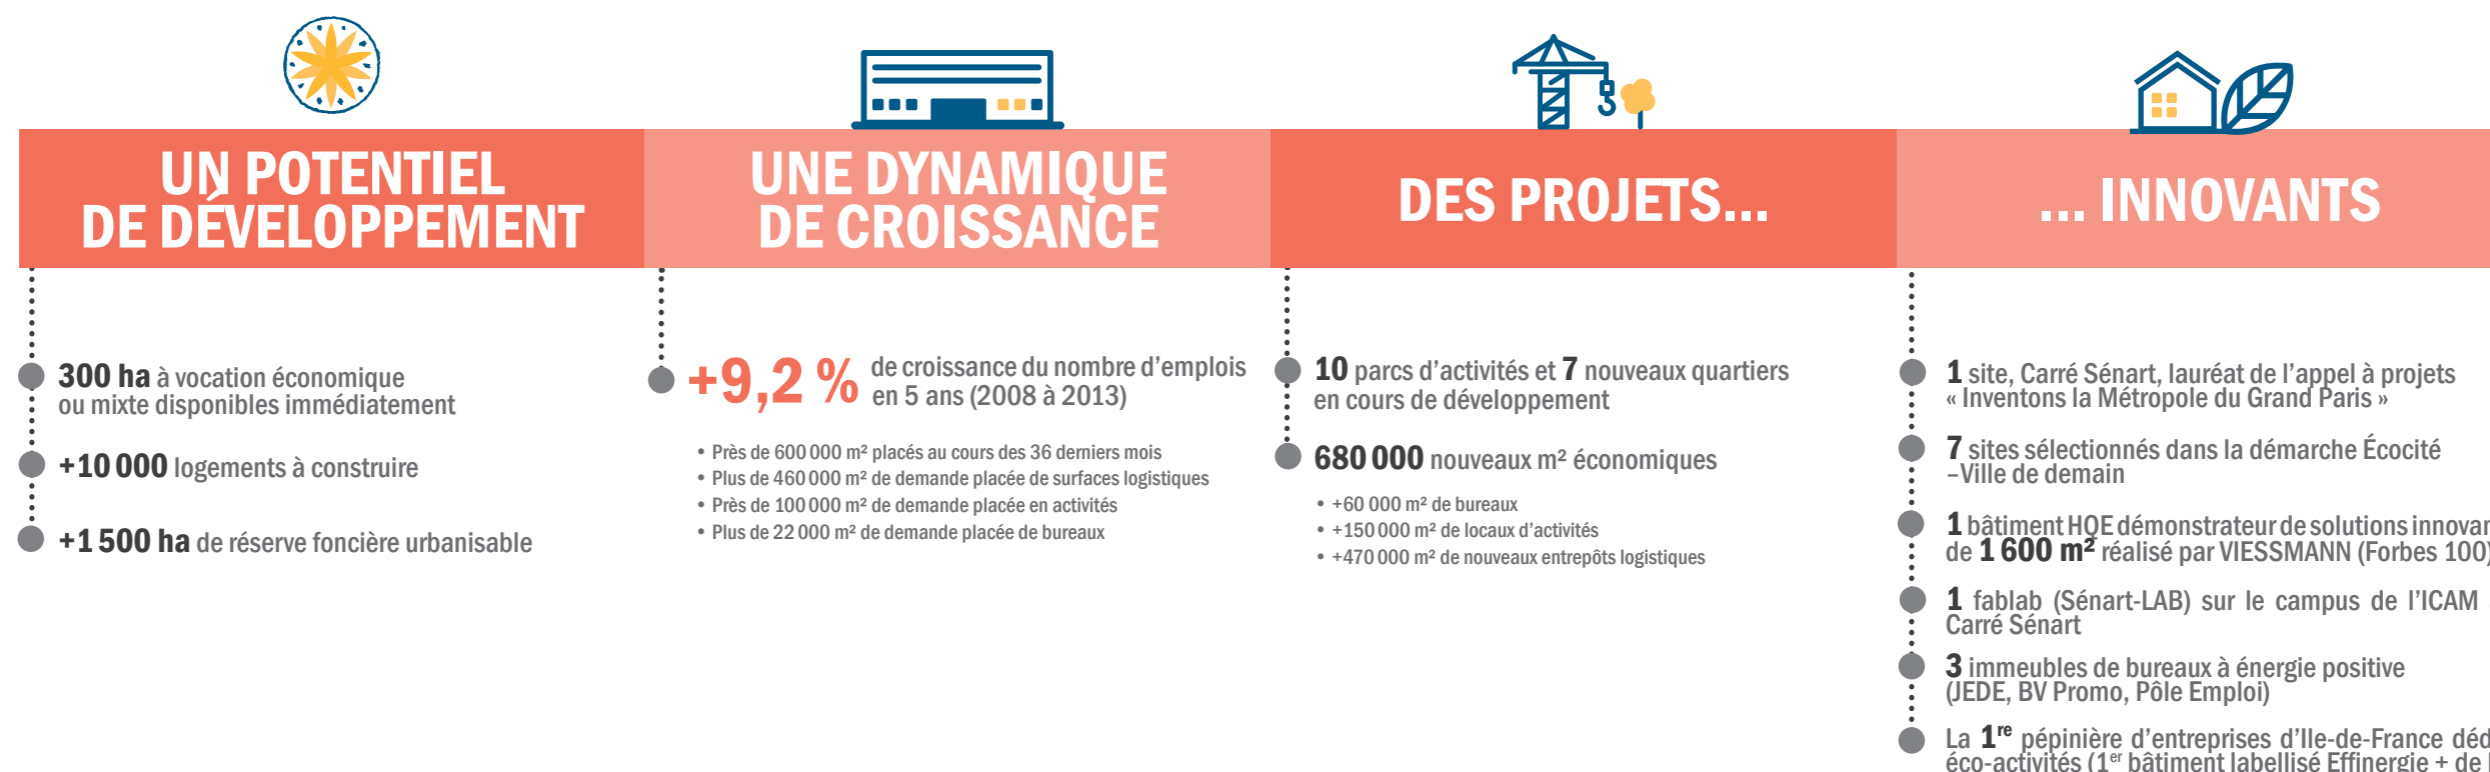 UN POTENTIEL
DE DÉVELOPPEMENT
300 ha à vocation économique
ou mixte disponibles immédiatement
+10 000 logements à construire
+1 500 ha de réserve foncière urbanisable
UNE DYNAMIQUE
DE CROISSANCE
+9,2 % de croissance du nombre d'emplois
en 5 ans (2008 à 2013)
• Près de 600 000 m² placés au cours des 36 derniers mois
• Plus de 460 000 m² de demande placée de surfaces logistiques
• Près de 100 000 m² de demande placée en activités
• Plus de 22 000 m² de demande placée de bureaux
DES PROJETS...
10 parcs d'activités et 7 nouveaux quartiers
en cours de développement
680 000 nouveaux m² économiques
• +60 000 m² de bureaux
• +150 000 m² de locaux d'activités
• +470 000 m² de nouveaux entrepôts logistiques
... INNOVANTS
1 site, Carré Sénart, lauréat de l'appel à projets
« Inventons la Métropole du Grand Paris »
7 sites sélectionnés dans la démarche Écocité
–Ville de demain
1 bâtiment HQE démonstrateur de solutions
de 1 600 m² réalisé par VIESSMANN (Forbes 100)
1 fablab (Sénart-LAB) sur le campus de l'ICAM
Carré Sénart
3 immeubles de bureaux à énergie positive
(JEDE, BV Promo, Pôle Emploi)
La 1re pépinière d'entreprises d'Ile-de-France
éco-activités (1er bâtiment labellisé Effinergie + de